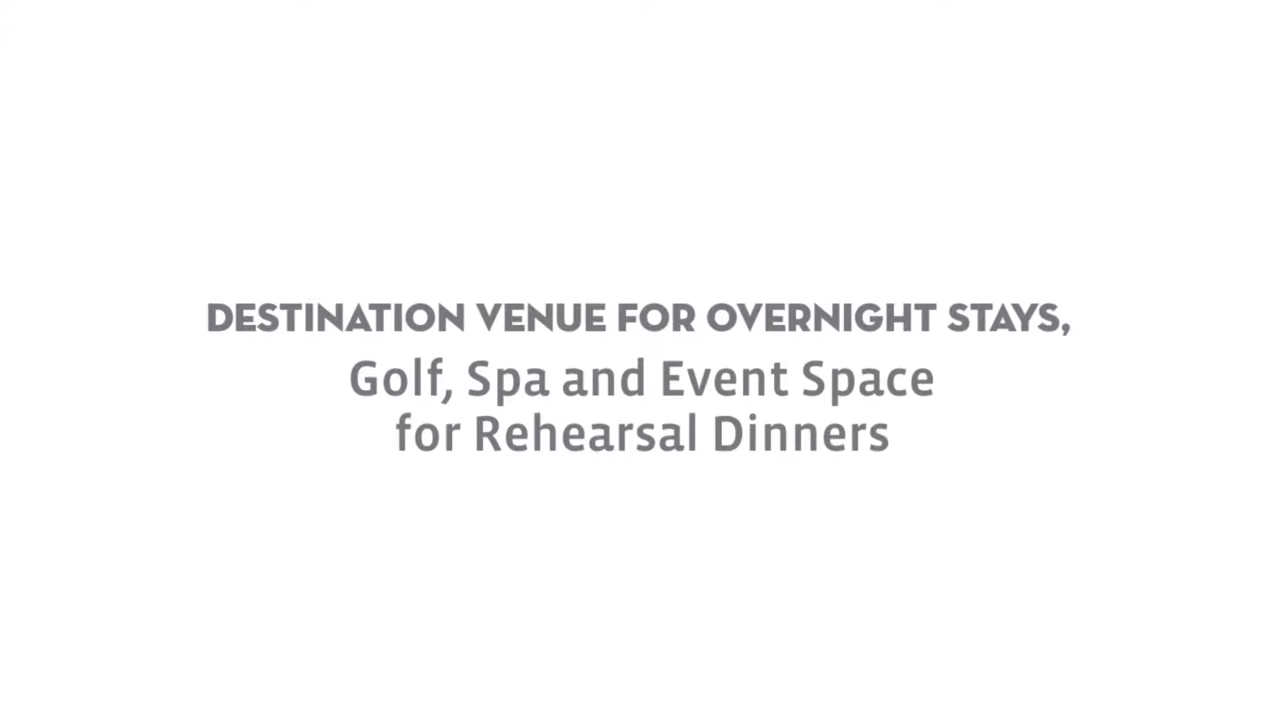 DESTINATION VENUE FOR OVERNIGHT STAYS,
Golf, Spa and Event Space
for Rehearsal Dinners